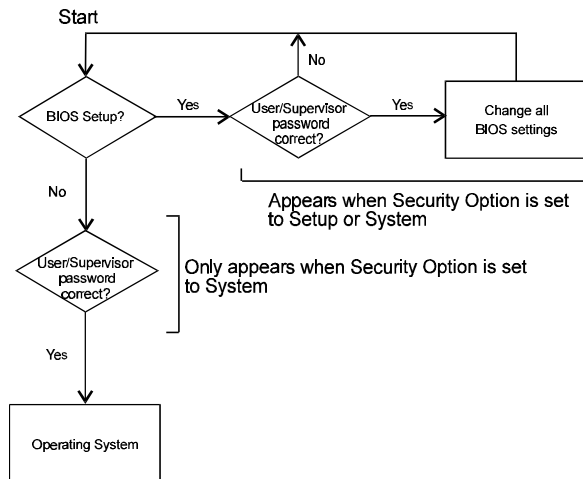 Start
BIOS Setup?
Yes
User/Supervisor
password
correct?
No
Yes
Change all
BIOS settings
Appears when Security Option is set
to Setup or System
No
User/Supervisor
password
correct?
Only appears when Security Option is set
to System
Yes
Operating System